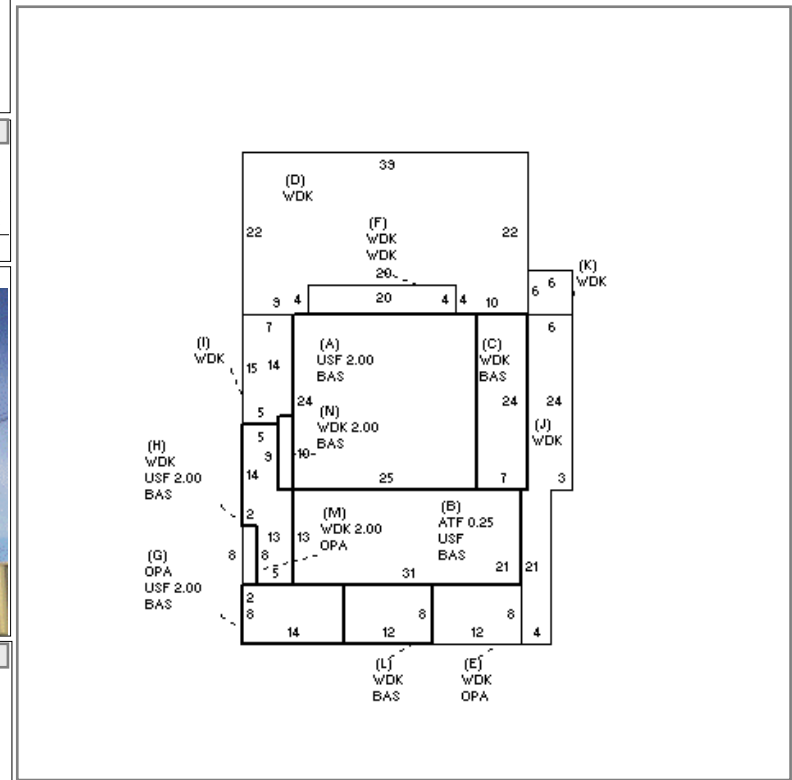 39
(D)
WDK
22
22
(F)
WDK
WDK
20
20
9
4
4
4
10
(K)
WDK
6
6
7
6
(I)
WDK
15
14
(A)
USF 2.00
BAS
(C)
WDK
BAS
24
24
24
5
(N)
WDK 2.00
BAS
(J)
WDK
5
9
10
(H)
WDK
USF 2.00
BAS
14
25
7
3
2
(M)
WDK 2.00
OPA
(B)
ATF 0.25
USF
BAS
13
13
8
8
5
31
21
21
(G)
OPA
USF 2.00
BAS
2
8
8
8
14
12
12
4
(L)
WDK
BAS
(E)
WDK
OPA